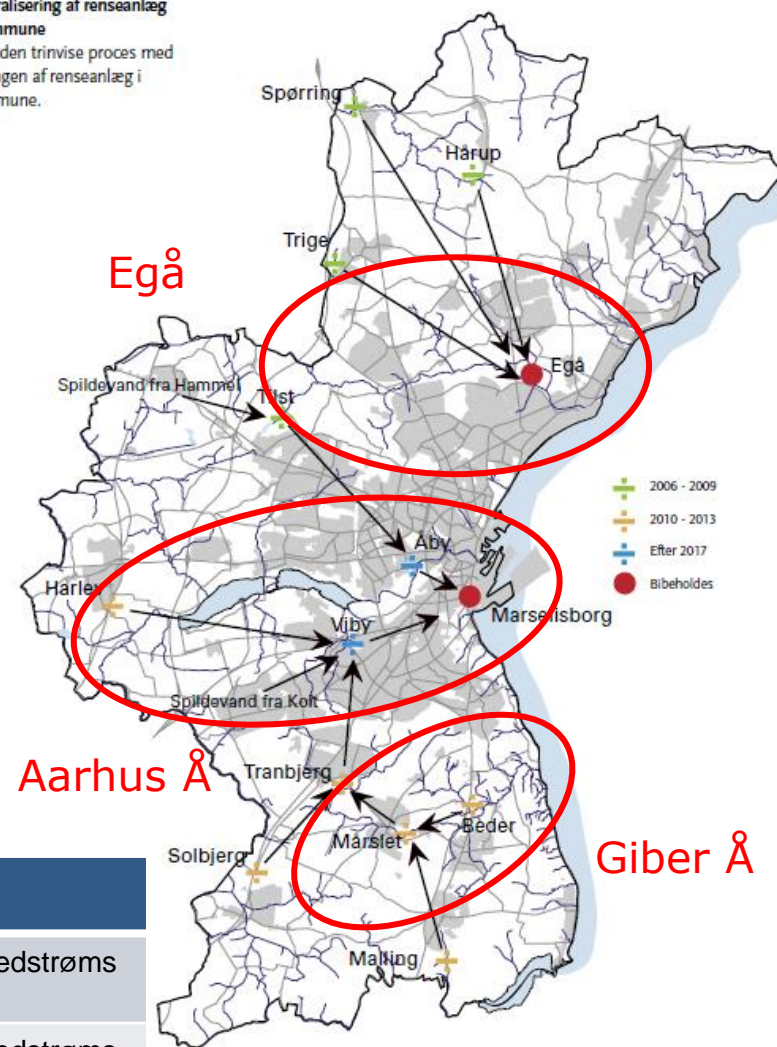 alisering af renseanlæg
mmune
den trinvise proces med
gen af renseanlæg i
mune.
Spørring
Hårup
Trige
Egå
Egå
Spildevand fra Hammel
Tilst
2006 - 2009
2010 - 2013
Efter 2017
Bibeholdes
Åby
Harlev
Marselisborg
Viby
Spildevand fra Kolt
Aarhus Å
Tranbjerg
Beder
Mårslet
Solbjerg
Giber Å
Malling
edstrøms